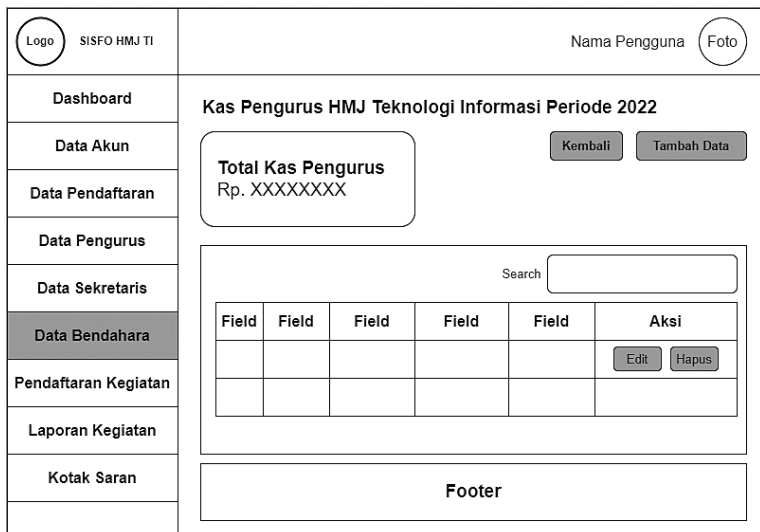 Logo SISFO HMJ TI
Nama Pengguna Foto
Dashboard
Data Akun
Data Pendaftaran
Data Pengurus
Data Sekretaris
Data Bendahara
Pendaftaran Kegiatan
Laporan Kegiatan
Kotak Saran
Kas Pengurus HMJ Teknologi Informasi Periode 2022
Kembali Tambah Data
Total Kas Pengurus
Rp. XXXXXXXX
Search
Field Field Field Field Field Aksi
Edit Hapus
Footer